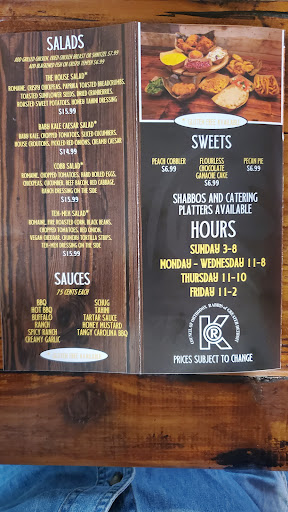 SALADS
ADD GRILLED CHICKEN, FRIED CHICKEN BREAST OR SHNITZEL $7.99
ADD BLACKENED FISH OR CRISPY TENDER $6.99
THE HOUSE SALAD*
ROMAINE, CRISPY CHICKPEAS, PAPRIKA TOASTED BREADCRUMBS,
TOASTED SUNFLOWER SEEDS, DRIED CRANBERRIES,
ROASTED SWEET POTATOES, HONEY TAHINI DRESSING
$15.99
BABY KALE CAESAR SALAD*
BABY KALE, CHOPPED TOMATOES, SLICED CUCUMBERS,
HOUSE CROUTONS, PICKLED RED ONIONS, CREAMY CAESAR
$14.99
COBB SALAD*
ROMAINE, CHOPPED TOMATOES, HARD BOILED EGGS,
CHICKPEAS, CUCUMBER, BEEF BACON, RED CABBAGE,
RANCH DRESSING ON THE SIDE
$15.99
TEX-MEX SALAD*
ROMAINE, FIRE ROASTED CORN, BLACK BEANS,
CHOPPED TOMATOES, RED ONION,
VEGAN CHEDDAR, CRUNCHY TORTILLA STRIPS,
TEX-MEX DRESSING ON THE SIDE
$15.99
SAUCES
75 CENTS EACH
BBQ
HOT BBQ
BUFFALO
RANCH
SPICY RANCH
CREAMY GARLIC
SCHUG
TAHINI
TARTAR SAUCE
HONEY MUSTARD
TANGY CAROLINA BBQ
SWEETS
PEACH COBBLER
$6.99
FLOURLESS
CHOCOLATE
GANACHE CAKE
$6.99
PECAN PIE
$6.99
SHABBOS AND CATERING
PLATTERS AVAILABLE
HOURS
SUNDAY 3-8
MONDAY - WEDNESDAY 11-8
THURSDAY 11-10
FRIDAY 11-2
K
R
PRICES SUBJECT TO CHANGE